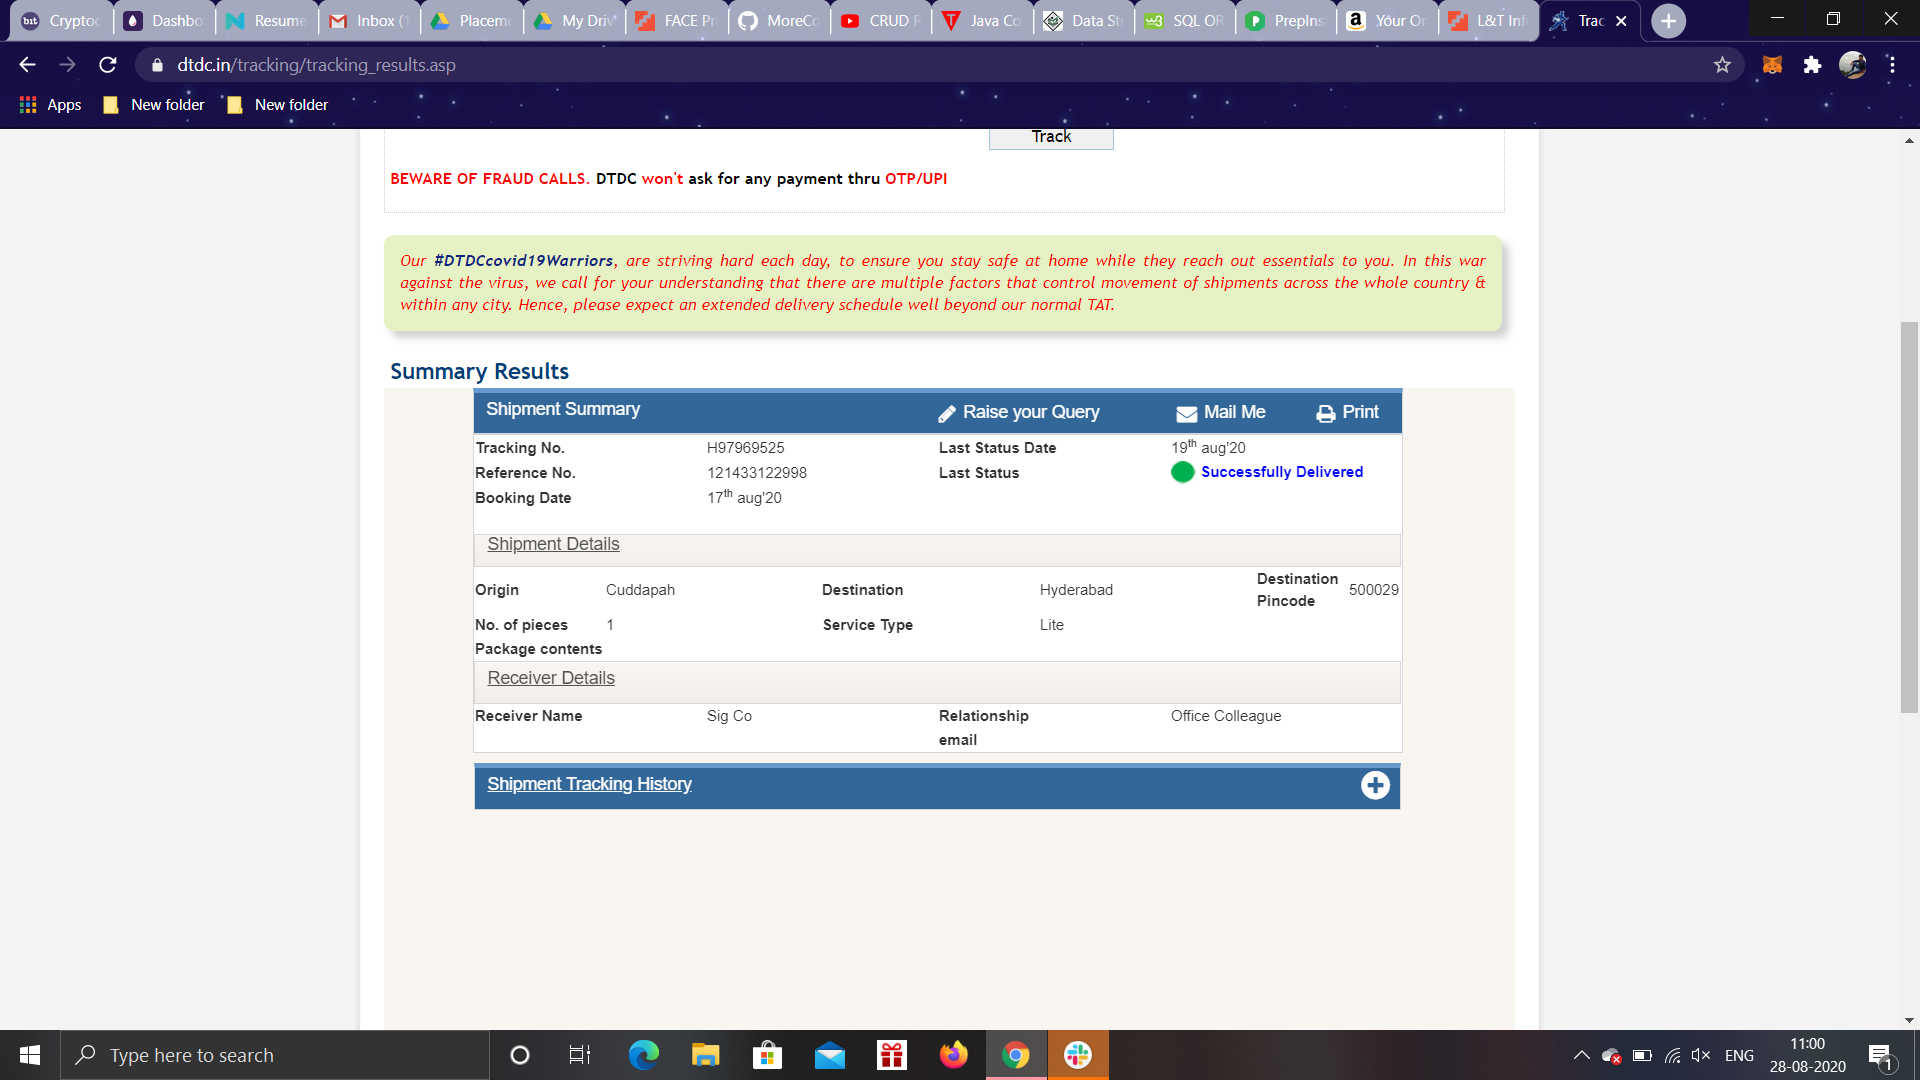 Cryptoc
Dashbo
Resume
Inbox (1
Placeme
My Driv
FACE Pr
MoreCo
CRUD R
Java Co
Data St
SQL OR
PrepIns
Your Or
L&T Inf
Trac
dtdc.in/tracking/tracking_results.asp
Apps
New folder
New folder
Track
BEWARE OF FRAUD CALLS. DTDC won't ask for any payment thru OTP/UPI
Our #DTDCcovid19Warriors, are striving hard each day, to ensure you stay safe at home while they reach out essentials to you. In this war
against the virus, we call for your understanding that there are multiple factors that control movement of shipments across the whole country &
within any city. Hence, please expect an extended delivery schedule well beyond our normal TAT.
Summary Results
Shipment Summary Raise your Query Mail Me Print
Tracking No. H97969525 Last Status Date 19th aug'20
Reference No. 121433122998 Last Status Successfully Delivered
Booking Date 17th aug'20
Shipment Details
Origin Cuddapah Destination Hyderabad Destination Pincode 500029
No. of pieces 1 Service Type Lite
Package contents
Receiver Details
Receiver Name Sig Co Relationship Office Colleague
email
Shipment Tracking History
Type here to search
ENG
11:00
28-08-2020
1